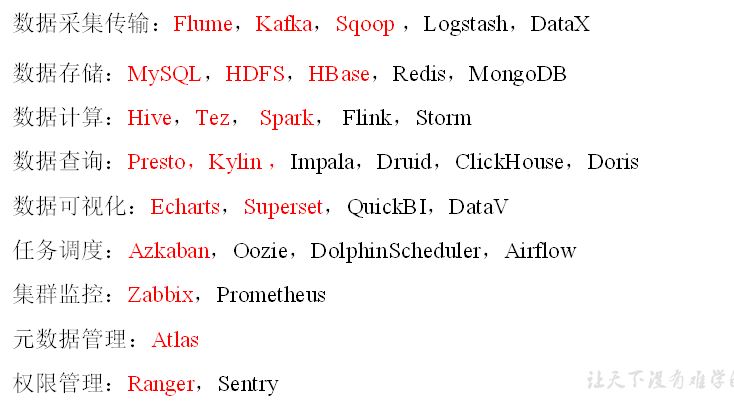 数据采集传输：Flume，Kafka，Sqoop，Logstash，DataX
数据存储：MySQL，HDFS，HBase，Redis，MongoDB
数据计算：Hive，Tez， Spark， Flink，Storm
数据查询：Presto，Kylin，Impala，Druid，ClickHouse，Doris
数据可视化：Echarts，Superset，QuickBI，DataV
任务调度：Azkaban，Oozie，DolphinScheduler，Airflow
集群监控：Zabbix，Prometheus
元数据管理：Atlas
权限管理：Ranger，Sentry
让天下没有难学